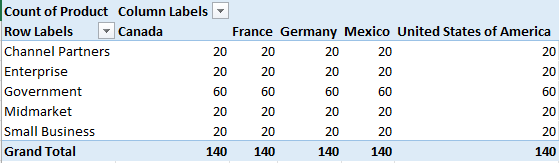 Count of Product Column Labels
Row Labels Canada France Germany Mexico United States of America
Channel Partners 20 20 20 20 20
Enterprise 20 20 20 20 20
Government 60 60 60 60 60
Midmarket 20 20 20 20 20
Small Business 20 20 20 20 20
Grand Total 140 140 140 140 140